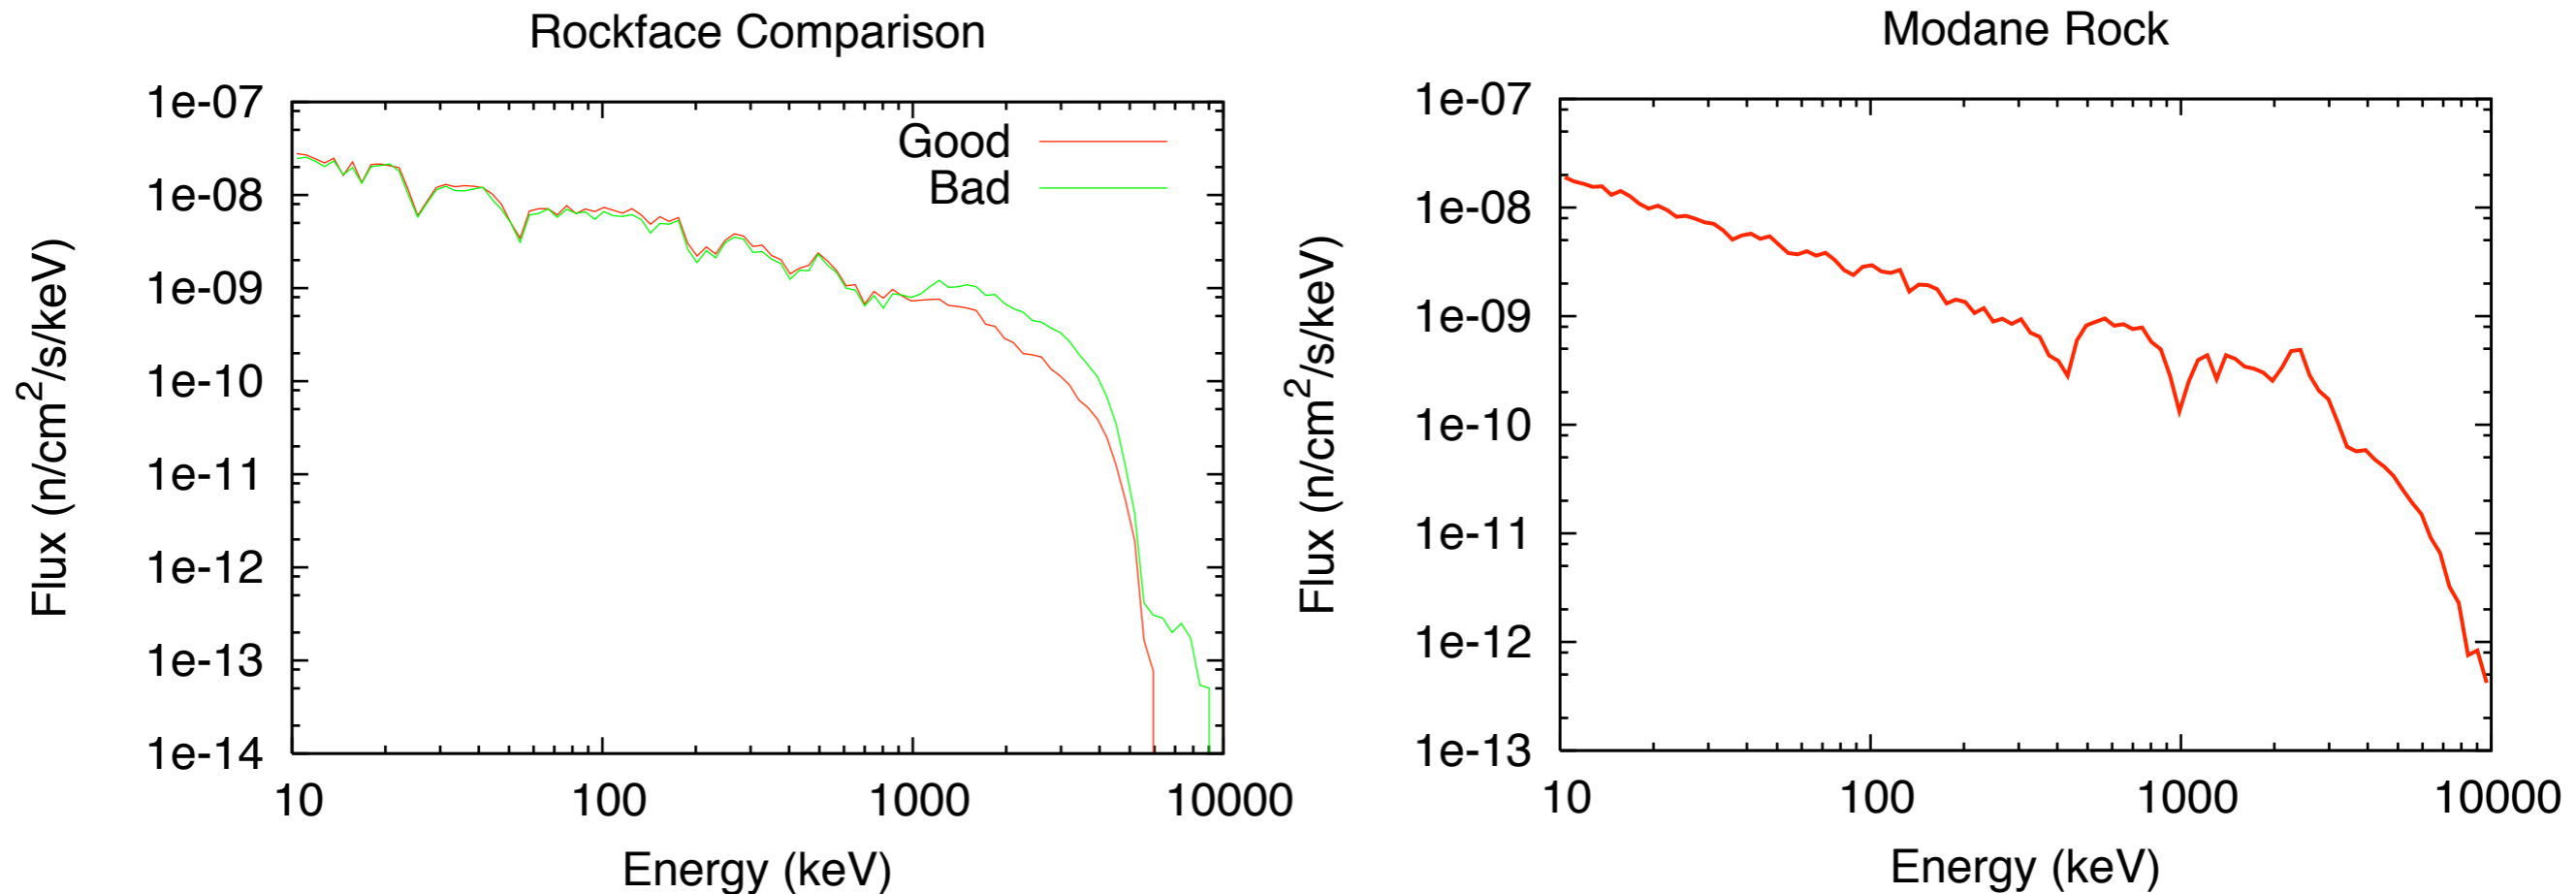 Rockface Comparison
Flux (n/cm²/s/keV)
1e-07
1e-08
1e-09
1e-10
1e-11
1e-12
1e-13
1e-14
Good
Bad
10 100 1000 10000
Energy (keV)
Modane Rock
Flux (n/cm²/s/keV)
1e-07
1e-08
1e-09
1e-10
1e-11
1e-12
1e-13
10 100 1000 10000
Energy (keV)